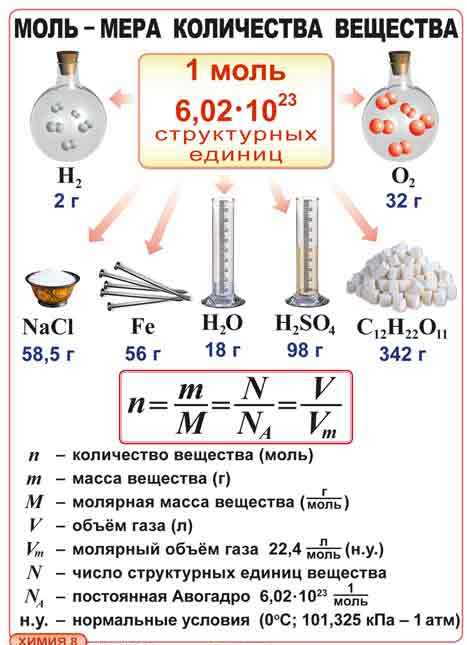 МОЛЬ – МЕРА КОЛИЧЕСТВА ВЕЩЕСТВА
1 моль
6,02·10²³
структурных
единиц
H₂
2 г
O₂
32 г
NaCl
58,5 г
Fe
56 г
H₂O
18 г
H₂SO₄
98 г
C₁₂H₂₂O₁₁
342 г
n = m/M = N/N_A = V/V_m
n – количество вещества (моль)
m – масса вещества (г)
M – молярная масса вещества (г/моль)
V – объём газа (л)
V_m – молярный объём газа 22,4 л/моль (н.у.)
N – число структурных единиц вещества
N_A – постоянная Авогадро 6,02·10²³ 1/моль
н.у. – нормальные условия (0°С; 101,325 кПа – 1 атм)
ХИМИЯ 8